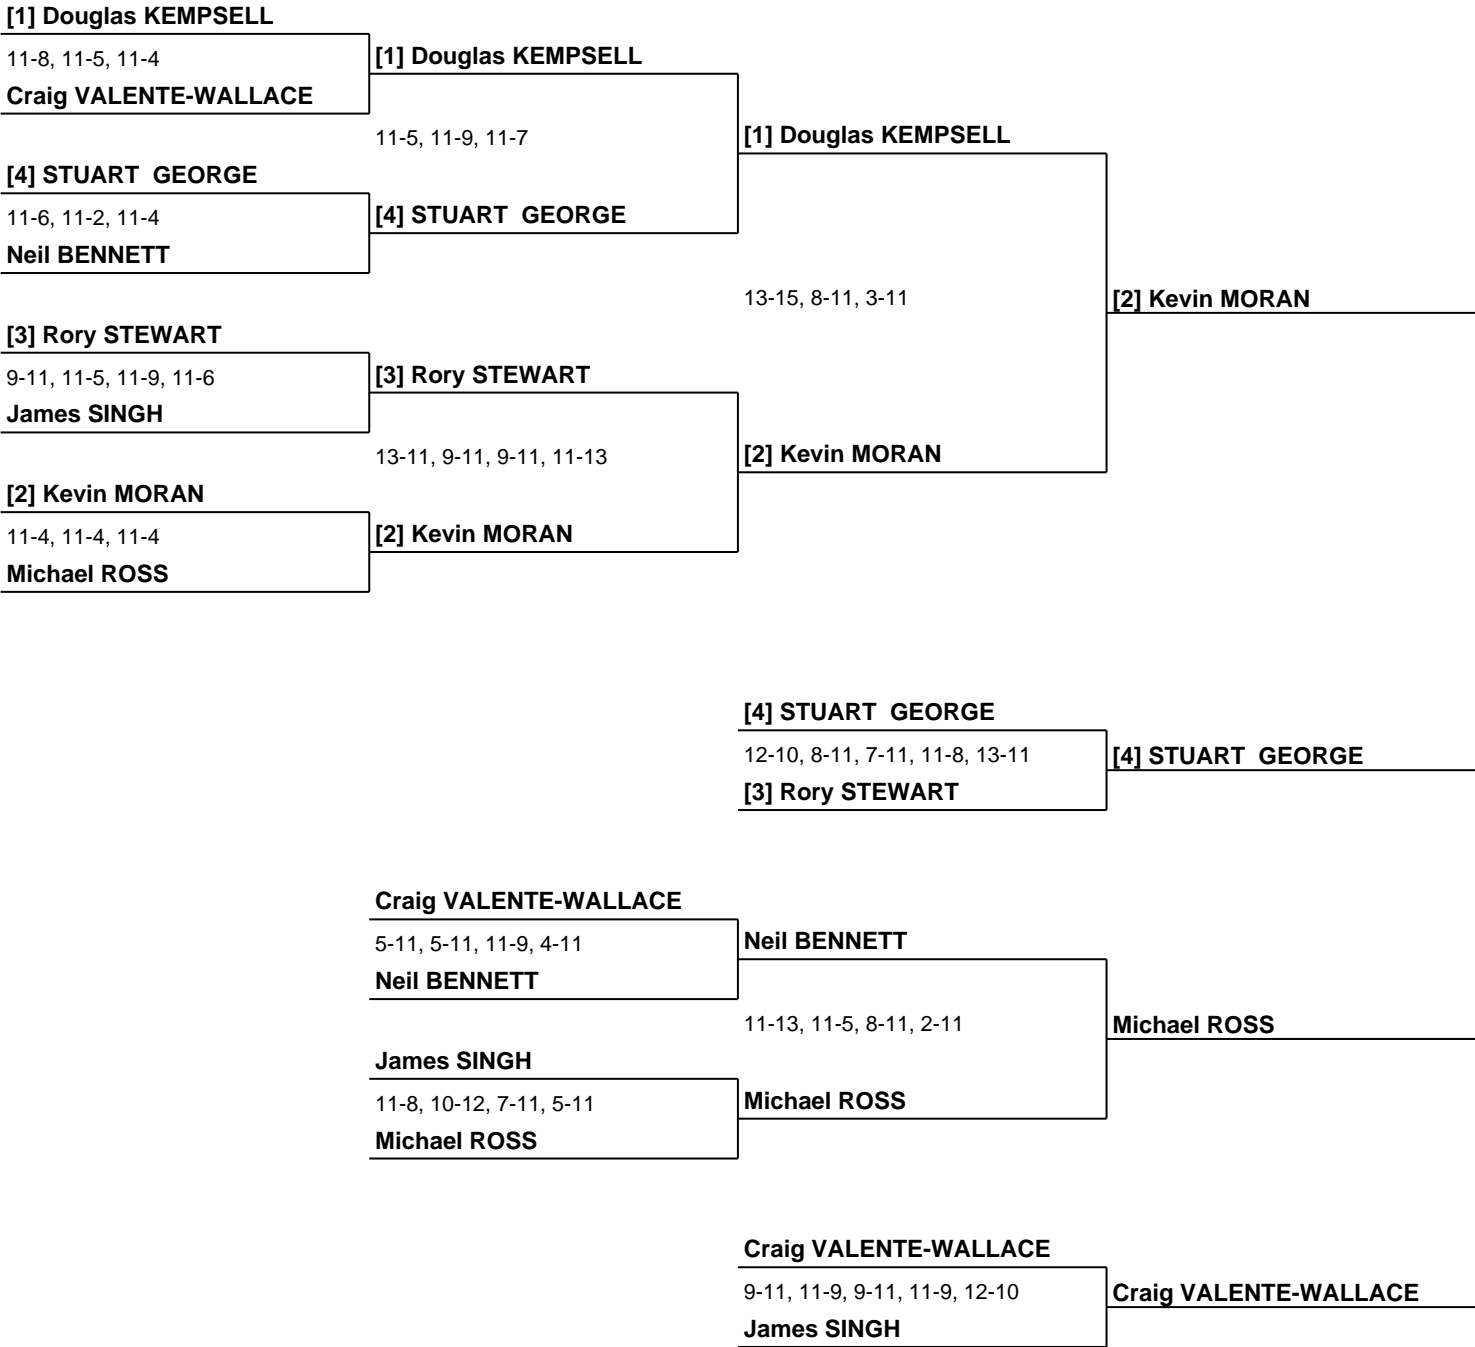 [1] Douglas KEMPSELL
11-8, 11-5, 11-4
[1] Douglas KEMPSELL
Craig VALENTE-WALLACE
11-5, 11-9, 11-7
[1] Douglas KEMPSELL
[4] STUART  GEORGE
11-6, 11-2, 11-4
[4] STUART  GEORGE
Neil BENNETT
13-15, 8-11, 3-11
[2] Kevin MORAN
[3] Rory STEWART
9-11, 11-5, 11-9, 11-6
[3] Rory STEWART
James SINGH
13-11, 9-11, 9-11, 11-13
[2] Kevin MORAN
[2] Kevin MORAN
11-4, 11-4, 11-4
[2] Kevin MORAN
Michael ROSS
[4] STUART  GEORGE
12-10, 8-11, 7-11, 11-8, 13-11
[4] STUART  GEORGE
[3] Rory STEWART
Craig VALENTE-WALLACE
5-11, 5-11, 11-9, 4-11
Neil BENNETT
Neil BENNETT
11-13, 11-5, 8-11, 2-11
Michael ROSS
James SINGH
11-8, 10-12, 7-11, 5-11
Michael ROSS
Michael ROSS
Craig VALENTE-WALLACE
9-11, 11-9, 9-11, 11-9, 12-10
Craig VALENTE-WALLACE
James SINGH